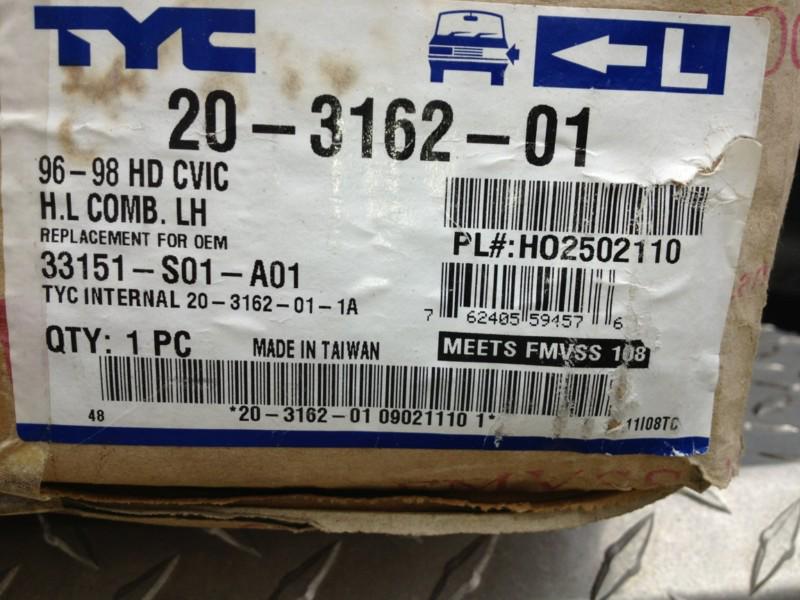 TYC
L
20-3162-01
96-98 HD CVIC
H.L COMB. LH
REPLACEMENT FOR OEM
33151-S01-A01
TYC INTERNAL 20-3162-01-1A
PL#:HO2502110
7 62405 59457 6
QTY: 1 PC
MADE IN TAIWAN
MEETS FMVSS 108
*20-3162-01 09021110 1*
48
11I08TC